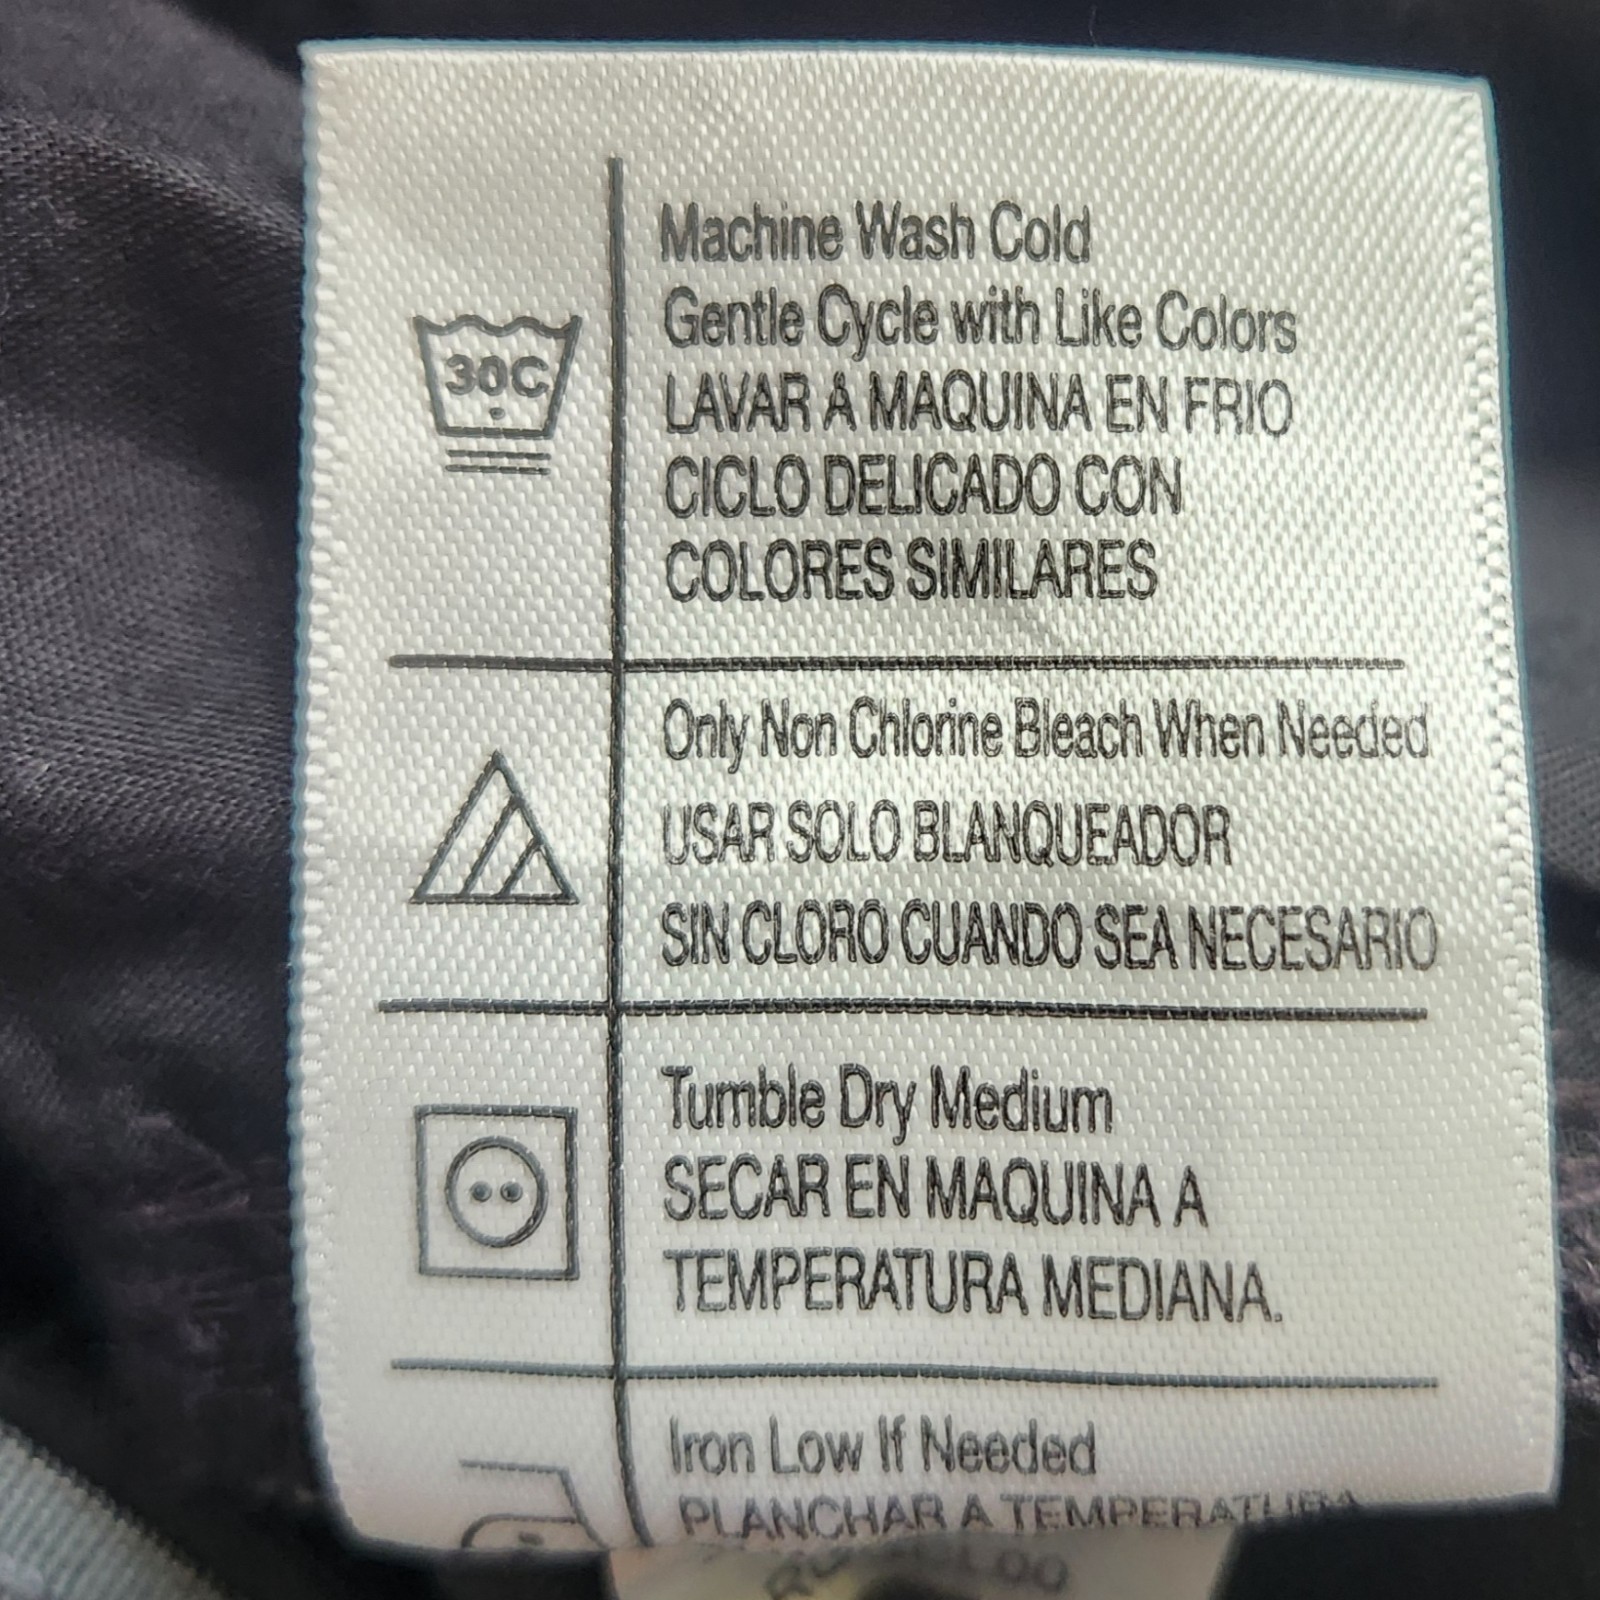 Machine Wash Cold
Gentle Cycle with Like Colors
LAVAR A MAQUINA EN FRIO
CICLO DELICADO CON
COLORES SIMILARES
30C
Only Non Chlorine Bleach When Needed
USAR SOLO BLANQUEADOR
SIN CLORO CUANDO SEA NECESARIO
Tumble Dry Medium
SECAR EN MAQUINA A
TEMPERATURA MEDIANA.
Iron Low If Needed
PLANCHAR A TEMPERATURA